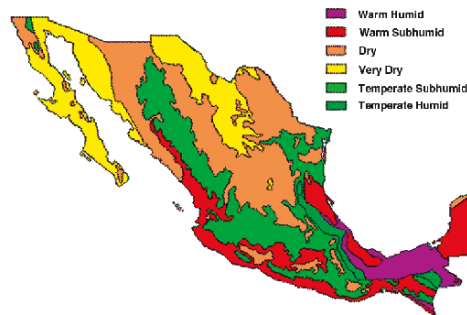 Warm Humid
Warm Subhumid
Dry
Very Dry
Temperate Subhumid
Temperate Humid